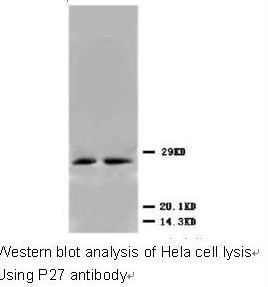 29KD
20.1KD
14.3KD
Western blot analysis of Hela cell lysis
Using P27 antibody